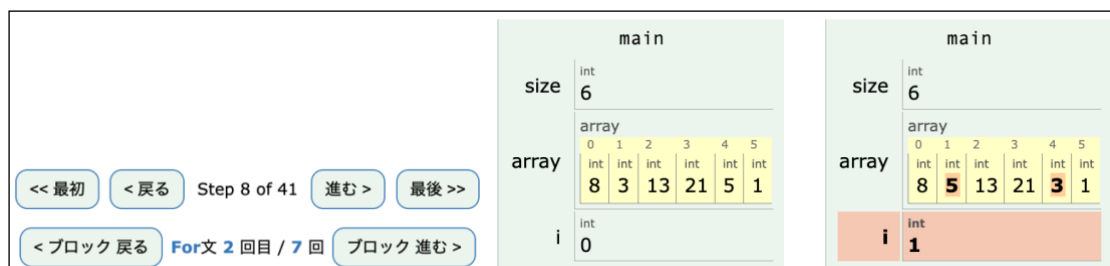 << 最初 < 戻る Step 8 of 41 進む > 最後 >>
< ブロック 戻る For文 2 回目 / 7 回 ブロック 進む >
main
size
int
6
array
array
0 1 2 3 4 5
int int int int int int
8 3 13 21 5 1
i
int
0
main
size
int
6
array
array
0 1 2 3 4 5
int int int int int int
8 5 13 21 3 1
i
int
1